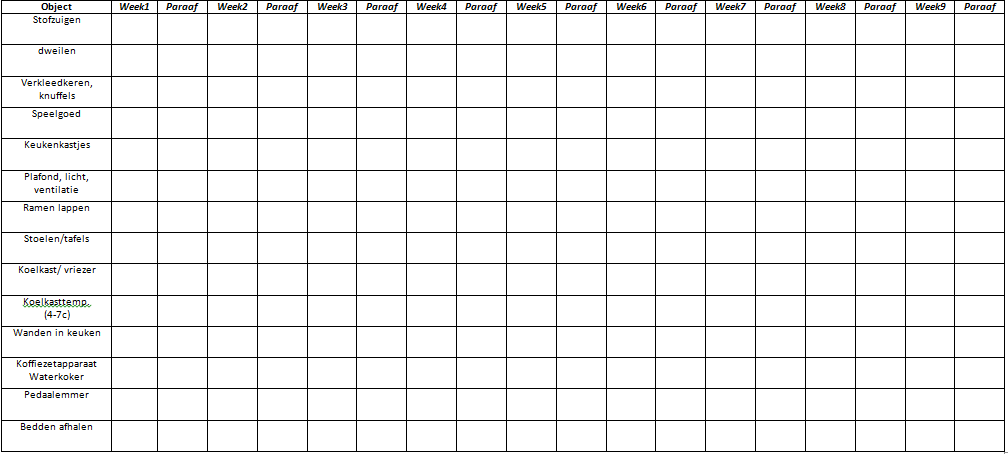 Object Week1 Paraaf Week2 Paraaf Week3 Paraaf Week4 Paraaf Week5 Paraaf Week6 Paraaf Week7 Paraaf Week8 Paraaf Week9 Paraaf
Stofzuigen
dweilen
Verkleedkeren,
knuffels
Speelgoed
Keukenkastjes
Plafond, licht,
ventilatie
Ramen lappen
Stoelen/tafels
Koelkast/ vriezer
Koelkasttemp.
(4-7c)
Wanden in keuken
Koffiezetapparaat
Waterkoker
Pedaalemmer
Bedden afhalen